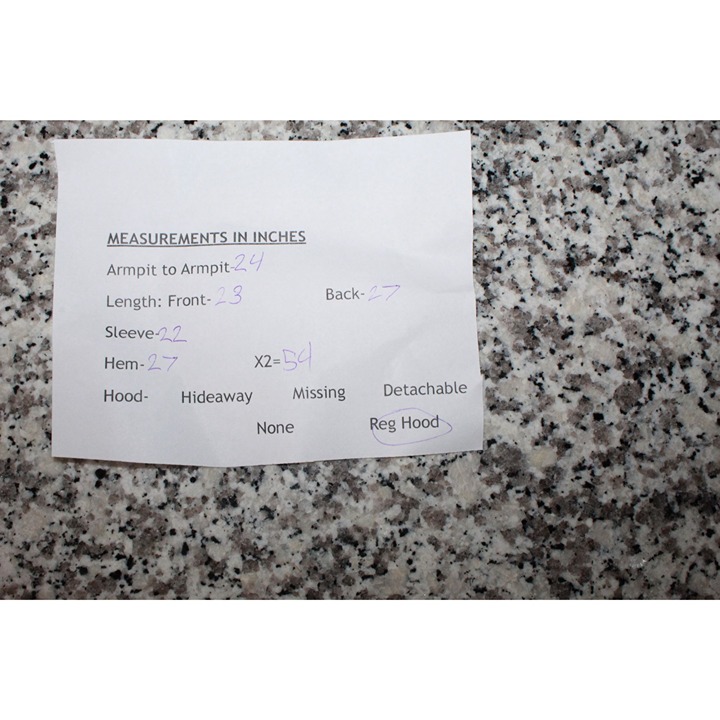 MEASUREMENTS IN INCHES
Armpit to Armpit-24
Length: Front-23 Back-27
Sleeve-22
Hem-27 X2=54
Hood- Hideaway Missing Detachable
None Reg Hood